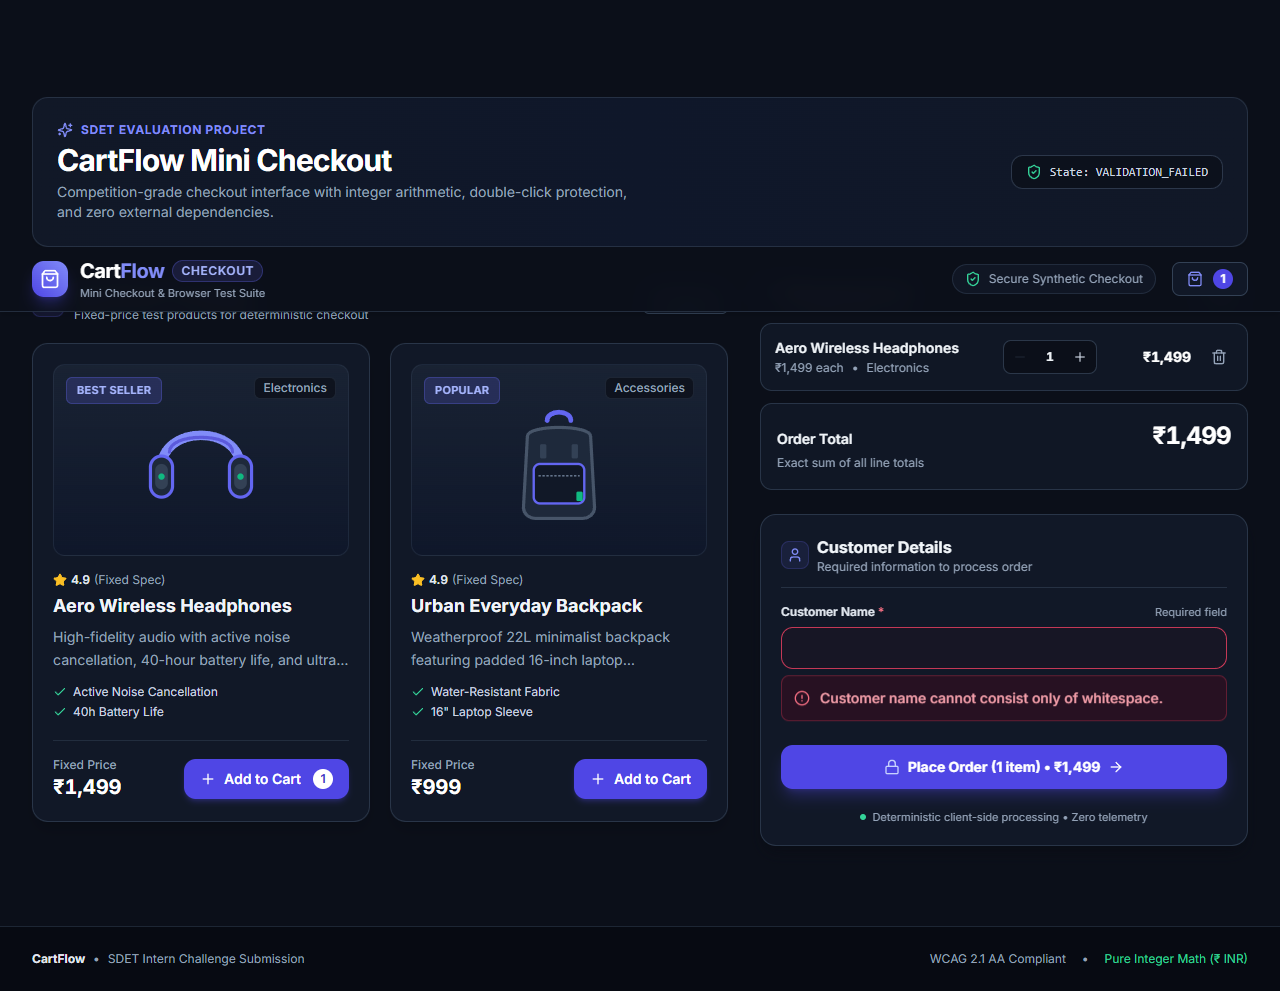 SDET EVALUATION PROJECT
CartFlow Mini Checkout
Competition-grade checkout interface with integer arithmetic, double-click protection,
and zero external dependencies.
State: VALIDATION_FAILED
CartFlow CHECKOUT
Mini Checkout & Browser Test Suite
Secure Synthetic Checkout
1
Fixed-price test products for deterministic checkout
BEST SELLER
Electronics
4.9 (Fixed Spec)
Aero Wireless Headphones
High-fidelity audio with active noise
cancellation, 40-hour battery life, and ultra...
Active Noise Cancellation
40h Battery Life
Fixed Price
₹1,499
Add to Cart 1
POPULAR
Accessories
4.9 (Fixed Spec)
Urban Everyday Backpack
Weatherproof 22L minimalist backpack
featuring padded 16-inch laptop...
Water-Resistant Fabric
16" Laptop Sleeve
Fixed Price
₹999
Add to Cart
Aero Wireless Headphones
₹1,499 each • Electronics
1
₹1,499
Order Total
₹1,499
Exact sum of all line totals
Customer Details
Required information to process order
Customer Name *
Required field
Customer name cannot consist only of whitespace.
Place Order (1 item) • ₹1,499
Deterministic client-side processing • Zero telemetry
CartFlow • SDET Intern Challenge Submission
WCAG 2.1 AA Compliant • Pure Integer Math (₹ INR)